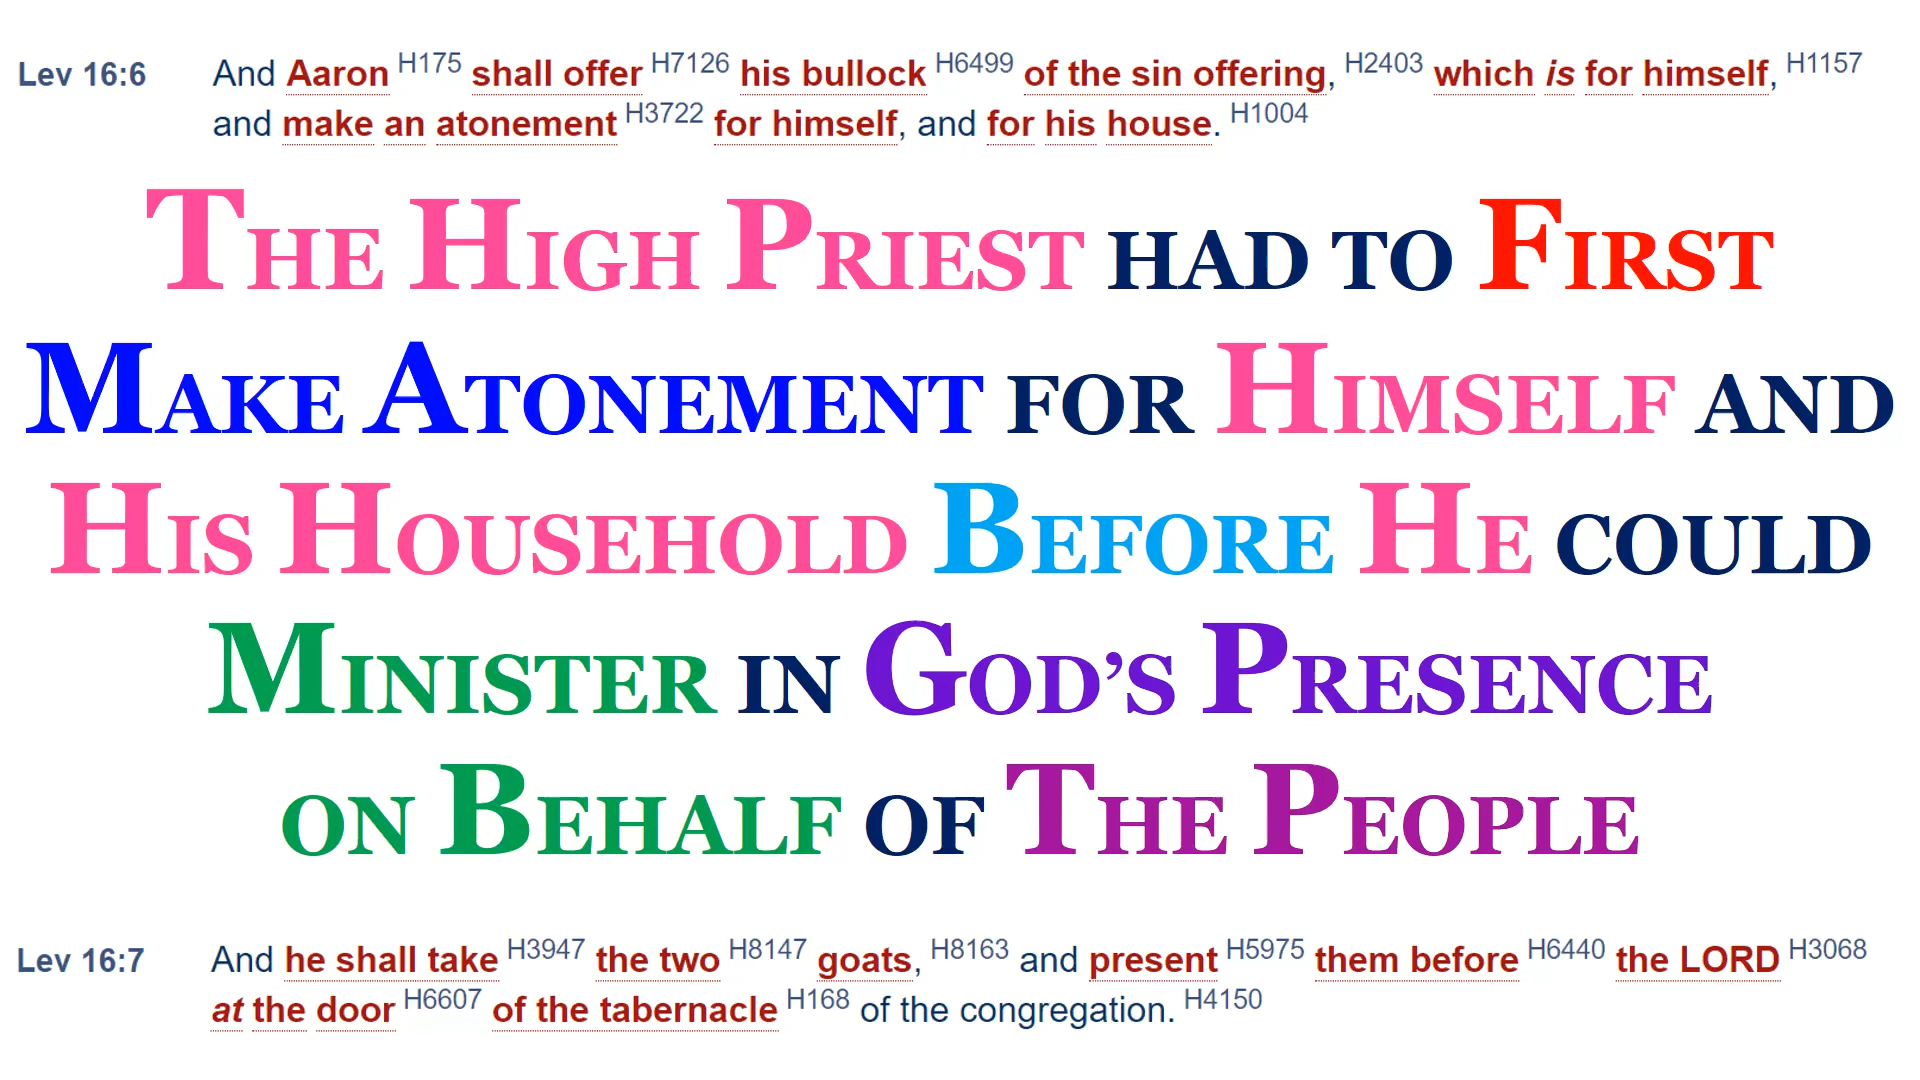 Lev 16:6 And Aaron H175 shall offer H7126 his bullock H6499 of the sin offering, H2403 which is for himself, H1157
and make an atonement H3722 for himself, and for his house. H1004
The High Priest had to First
Make Atonement for Himself and
His Household Before He could
Minister in God’s Presence
on Behalf of The People
Lev 16:7 And he shall take H3947 the two H8147 goats, H8163 and present H5975 them before H6440 the LORD H3068
at the door H6607 of the tabernacle H168 of the congregation. H4150